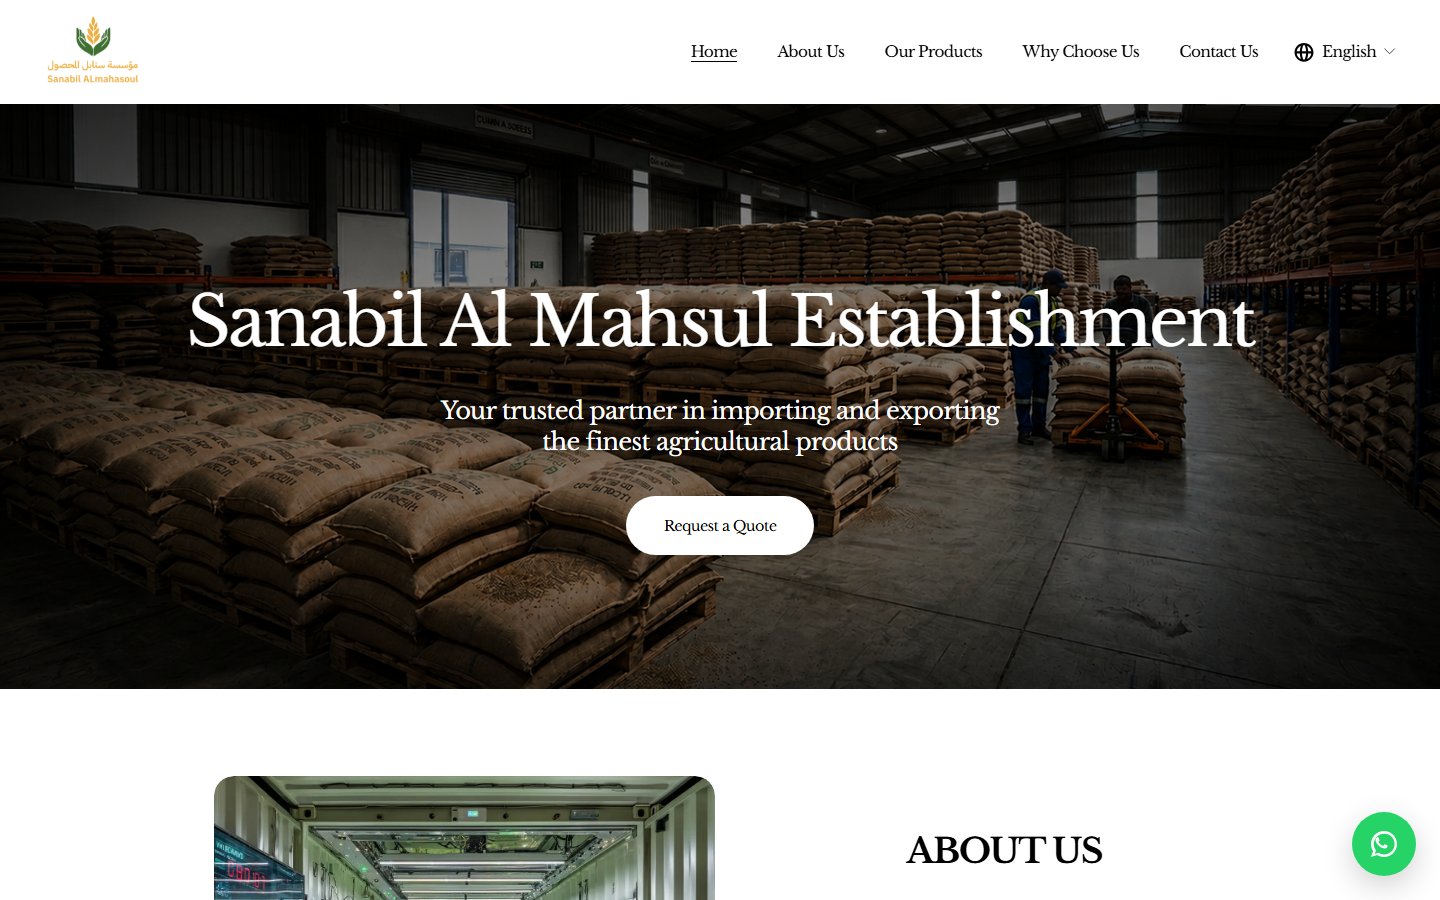 مؤسسة سنابل المحصول
Sanabil ALmahasoul
Home
About Us
Our Products
Why Choose Us
Contact Us
English
Sanabil Al Mahsul Establishment
Your trusted partner in importing and exporting
the finest agricultural products
Request a Quote
ABOUT US